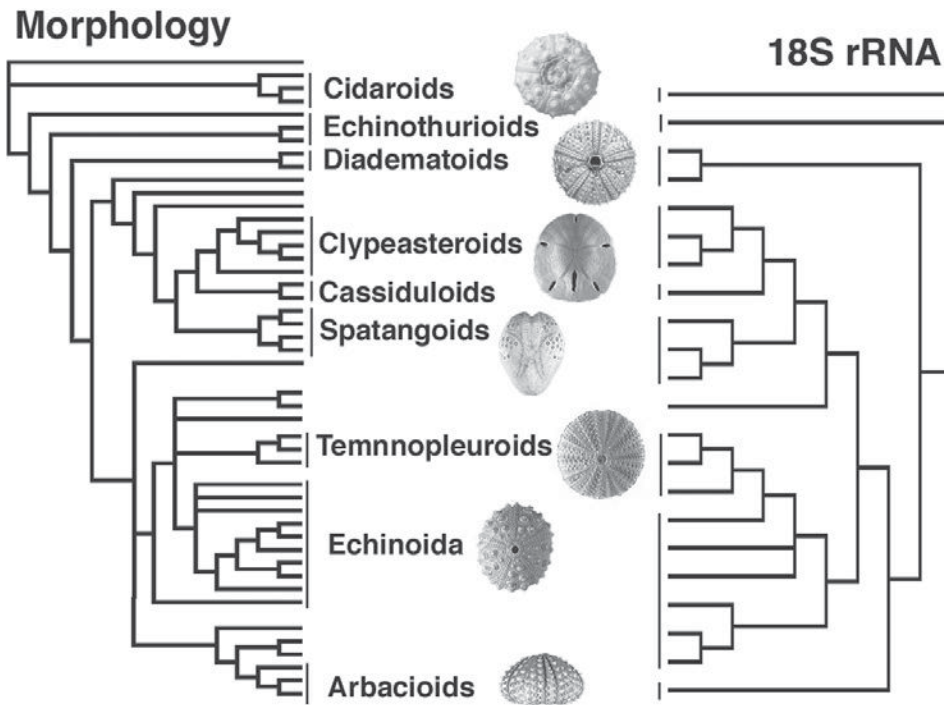 Morphology
18S rRNA
Cidaroids
Echinothurioids
Diadematoids
Clypeasteroids
Cassiduloids
Spatangoids
Temnnopleuroids
Echinoida
Arbacioids